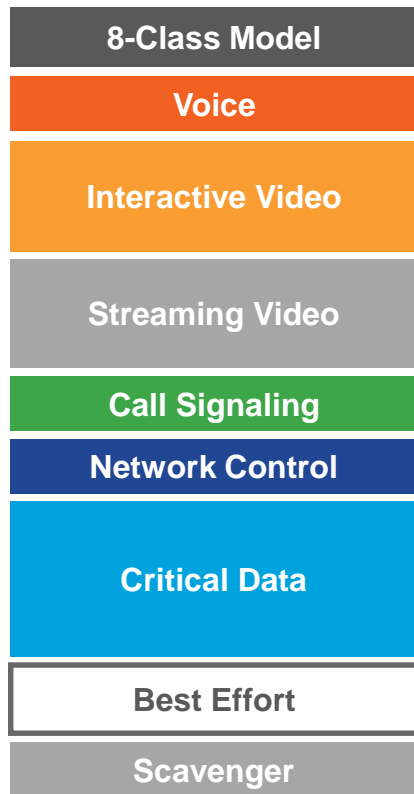 8-Class Model
Voice
Interactive Video
Streaming Video
Call Signaling
Network Control
Critical Data
Best Effort
Scavenger